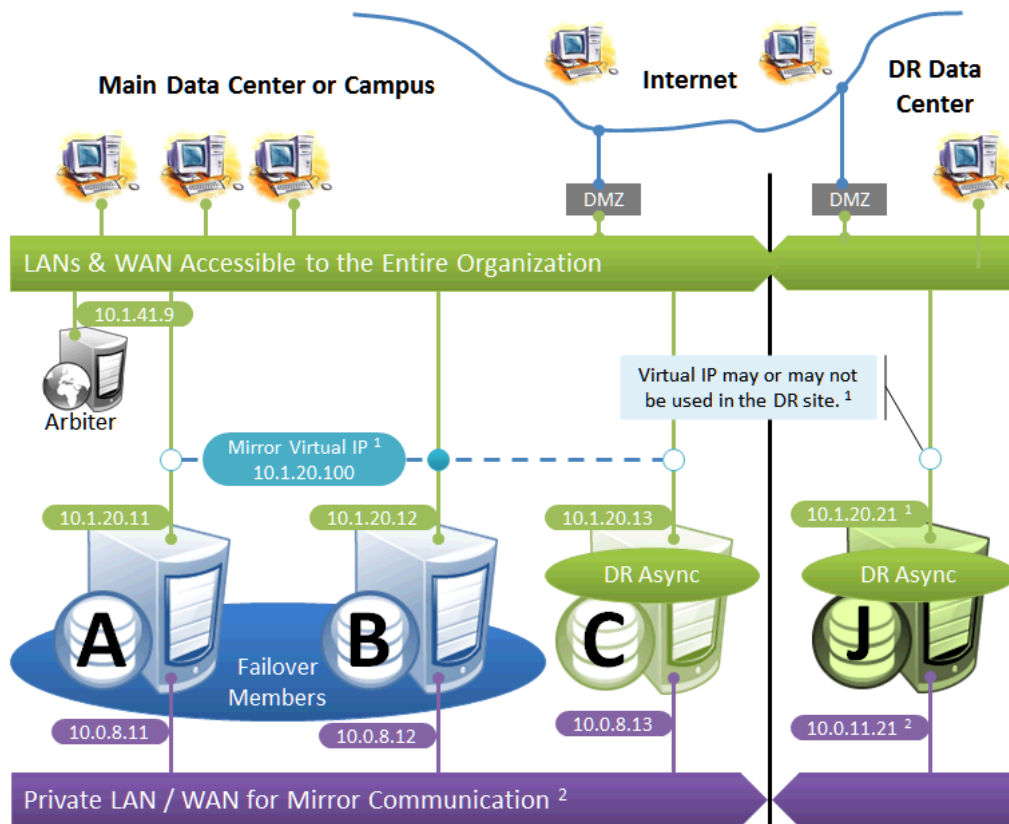 Main Data Center or Campus
Internet
DR Data
Center
DMZ
DMZ
LANs & WAN Accessible to the Entire Organization
10.1.41.9
Arbiter
Virtual IP may or may not
be used in the DR site. 1
Mirror Virtual IP 1
10.1.20.100
10.1.20.11
10.1.20.12
10.1.20.13
10.1.20.21 1
DR Async
DR Async
A
B
C
J
Failover
Members
10.0.8.11
10.0.8.12
10.0.8.13
10.0.11.21 2
Private LAN / WAN for Mirror Communication 2